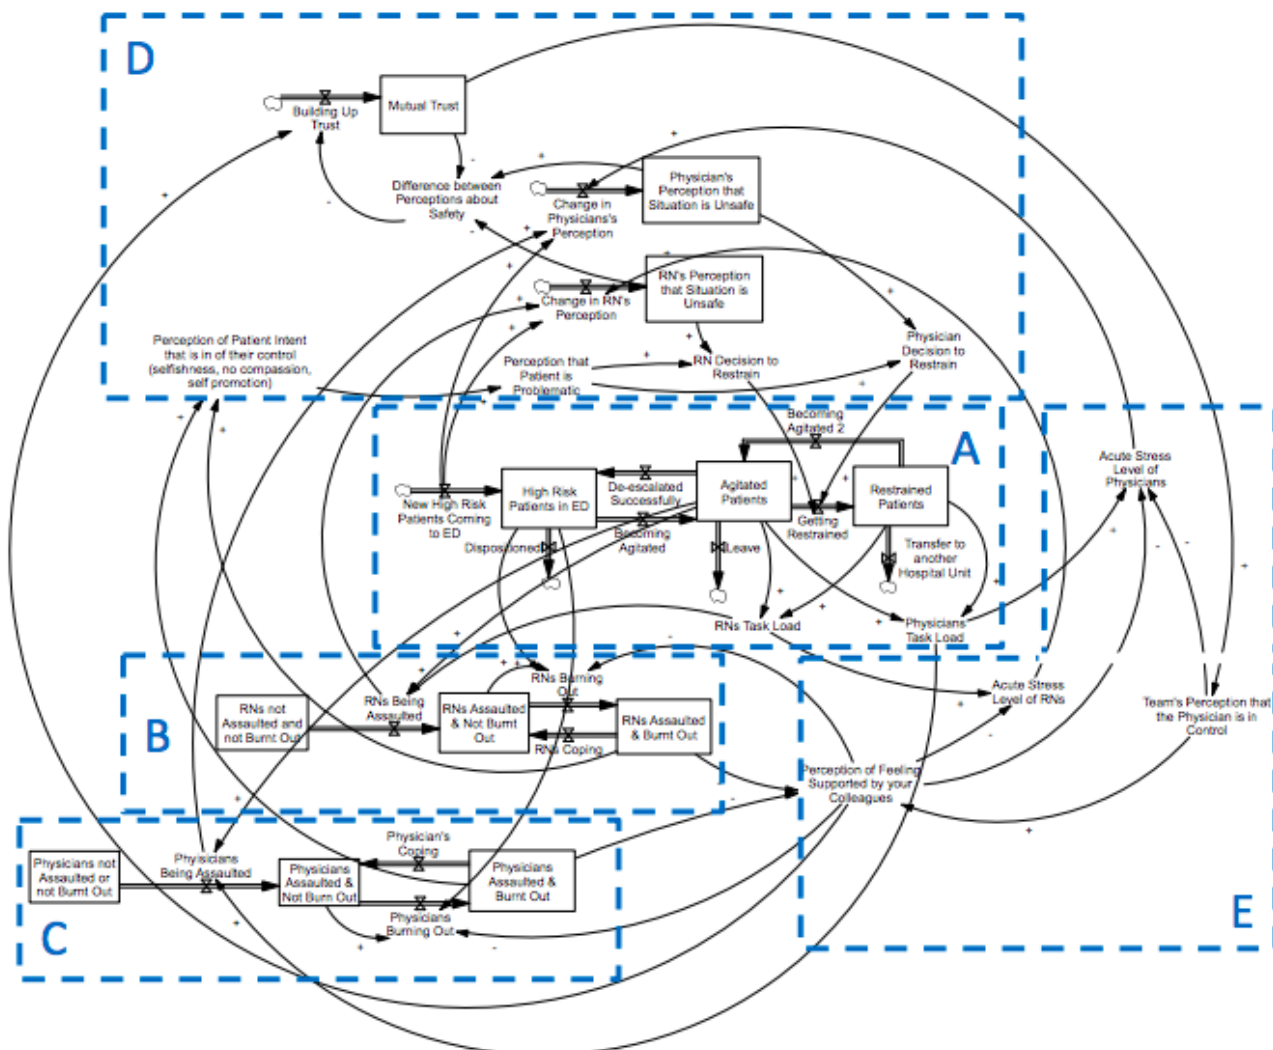 D
Building Up
Trust
Mutual Trust
+
-
+
+
-
Difference between
Perceptions about
Safety
Change in
Physicians's
Perception
Physician's
Perception that
Situation is Unsafe
-
+
+
+
+
Change in RN's
Perception
RN's Perception
that Situation is
Unsafe
+
+
+
+
Perception of Patient Intent
that is in of their control
(selfishness, no compassion,
self promotion)
Perception that
Patient is
Problematic
+
RN Decision to
Restrain
Physician
Decision to
Restrain
+
+
+
+
A
Becoming
Agitated 2
New High Risk
Patients Coming
to ED
High Risk
Patients in ED
De-escalated
Successfully
Becoming
Agitated
Agitated
Patients
+
+
Getting
Restrained
Restrained
Patients
Dispositioned
Leave
Transfer to
another
Hospital Unit
+
+
+
+
+
RNs Task Load
Physicians
Task Load
Acute Stress
Level of
Physicians
+
-
-
+
B
RNs not
Assaulted and
not Burnt Out
RNs Being
Assaulted
+
+
+
+
-
RNs Burning
Out
RNs Assaulted
& Not Burnt
Out
RNs Coping
RNs Assaulted
& Burnt Out
-
E
Acute Stress
Level of RNs
+
-
Team's Perception that
the Physician is in
Control
Perception of Feeling
Supported by your
Colleagues
+
C
Physicians not
Assaulted or
not Burnt Out
Phyisicians
Being Assaulted
+
+
Physician's
Coping
Physicians
Assaulted &
Not Burn Out
Physicians
Assaulted &
Burnt Out
Physicians
Burning Out
+
-